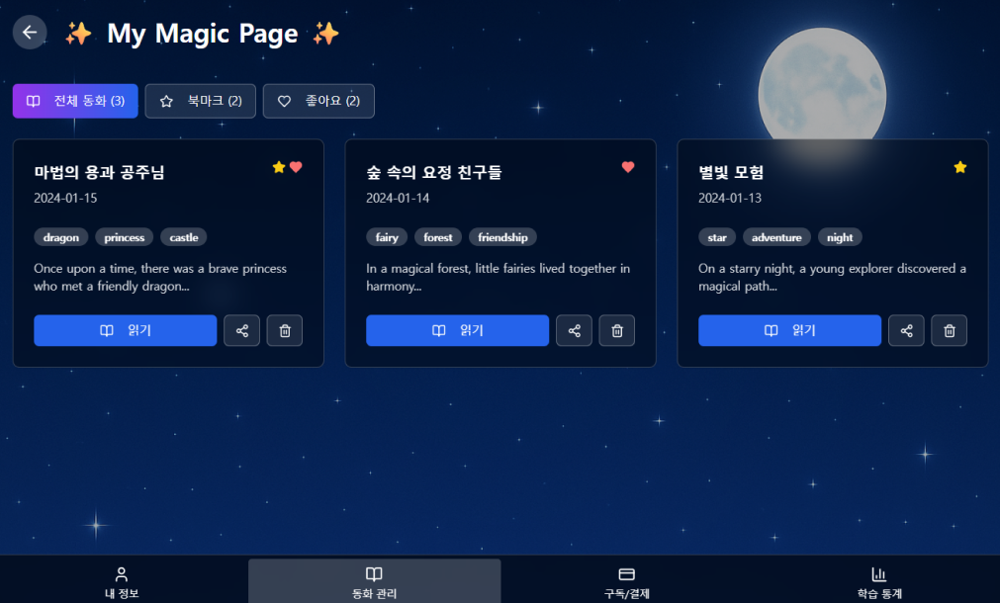 My Magic Page
전체 동화 (3)
북마크 (2)
좋아요 (2)
마법의 용과 공주님
2024-01-15
dragon princess castle
Once upon a time, there was a brave princess
who met a friendly dragon...
읽기
숲 속의 요정 친구들
2024-01-14
fairy forest friendship
In a magical forest, little fairies lived together in
harmony...
읽기
별빛 모험
2024-01-13
star adventure night
On a starry night, a young explorer discovered a
magical path...
읽기
내 정보
동화 관리
구독/결제
학습 통계